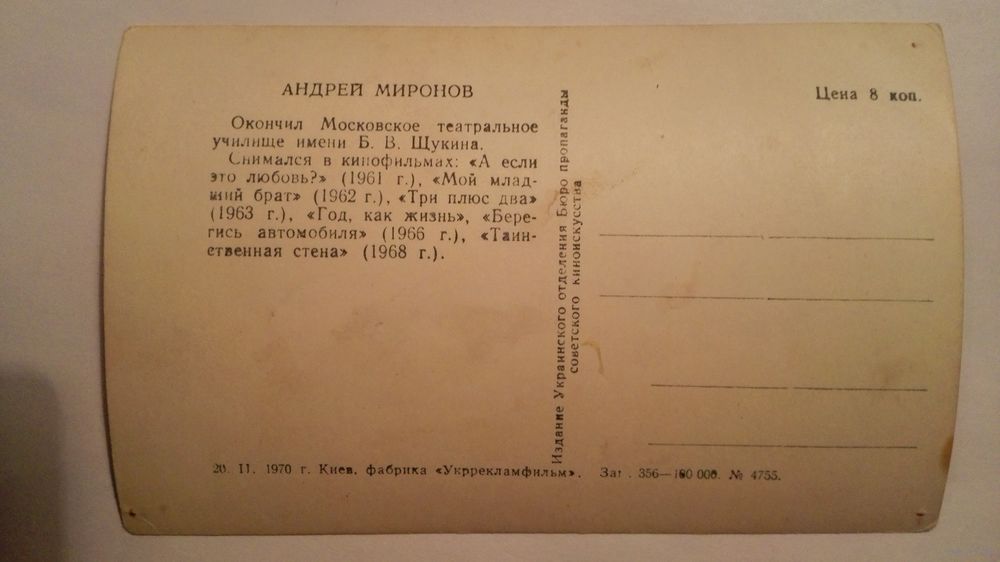 АНДРЕЙ МИРОНОВ
Окончил Московское театральное
училище имени Б. В. Щукина.
Снимался в кинофильмах: «А если
это любовь?» (1961 г.), «Мой млад-
ший брат» (1962 г.), «Три плюс два»
(1963 г.), «Год, как жизнь», «Бере-
гись автомобиля» (1966 г.), «Таин-
ственная стена» (1968 г.).
Издание Украинского отделения Бюро пропаганды
советского киноискусства
Цена 8 коп.
20. II. 1970 г. Киев, фабрика «Укррекламфильм». Заг . 356—100 000. № 4755.